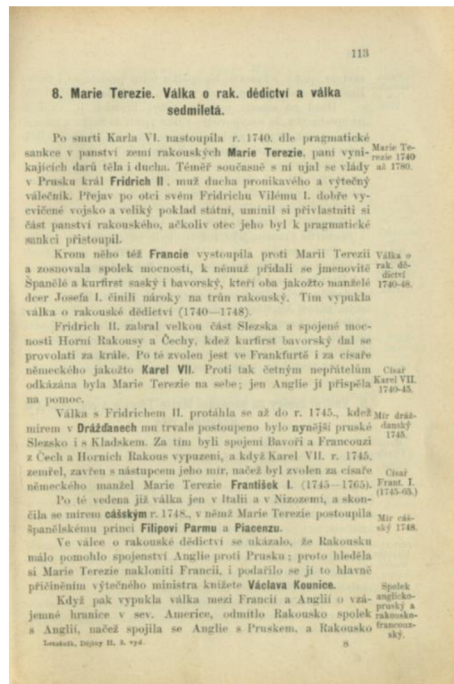 113
8. Marie Terezie. Válka o rak. dědictví a válka
sedmiletá.
Po smrti Karla VI. nastoupila r. 1740. dle pragmatické
sankce v panství zemí rakouských Marie Terezie, paní vyni-
kajících darů těla i ducha. Téměř současně s ní ujal se vlády
v Prusku král Fridrich II., muž ducha pronikavého a výtečný
válečník. Přejav po otci svém Fridrichu Vilému I. dobře vy-
cvičené vojsko a veliký poklad státní, umínil si přivlastniti si
část panství rakouského, ačkoliv otec jeho byl k pragmatické
sankci přistoupil.
Marie Te-
rezie 1740
až 1780.
Krom něho též Francie vystoupila proti Marii Terezii
a zosnovala spolek mocností, k němuž přidali se jmenovitě
Španělé a kurfirst saský i bavorský, kteří oba jakožto manželé
dcer Josefa I. činili nároky na trůn rakouský. Tím vypukla
válka o rakouské dědictví (1740—1748).
Válka o
rak. dě-
dictví
1740-48.
Fridrich II. zabral velkou část Slezska a spojené moc-
nosti Horní Rakousy a Čechy, kdež kurfirst bavorský dal se
provolati za krále. Po té zvolen jest ve Frankfurtě i za císaře
německého jakožto Karel VII. Proti tak četným nepřátelům
odkázána byla Marie Terezie na sebe; jen Anglie jí přispěla
na pomoc.
Císař
Karel VII.
1740-45.
Válka s Fridrichem II. protáhla se až do r. 1745., kdež
mírem v Drážďanech mu trvale postoupeno bylo nynější pruské
Slezsko i s Kladskem. Za tím byli spojení Bavoři a Francouzi
z Čech a Horních Rakous vypuzeni, a když Karel VII. r. 1745.
zemřel, zavřen s nástupcem jeho mír, načež byl zvolen za císaře
německého manžel Marie Terezie František I. (1745—1765).
Mír dráž-
ďanský
1745.
Císař
Frant. I.
(1745-65.)
Po té vedena již válka jen v Italii a v Nizozemí, a skon-
čila se mírem cášským r. 1748., v němž Marie Terezie postoupila
španělskému princi Filipovi Parmu a Piacenzu.
Mír cáš-
ský 1748.
Ve válce o rakouské dědictví se ukázalo, že Rakousku
málo pomohlo spojenství Anglie proti Prusku; proto hleděla
si Marie Terezie nakloniti Francii, i podařilo se jí to hlavně
přičiněním výtečného ministra knížete Václava Kounice.
Když pak vypukla válka mezi Francií a Anglií o vzá-
jemné hranice v sev. Americe, odmítlo Rakousko spolek
s Anglií, načež spojila se Anglie s Pruskem, a Rakousko
Spolek
anglicko-
pruský a
rakousko-
francouz-
ský.
Letošník, Dějiny II. 3. vyd.
8